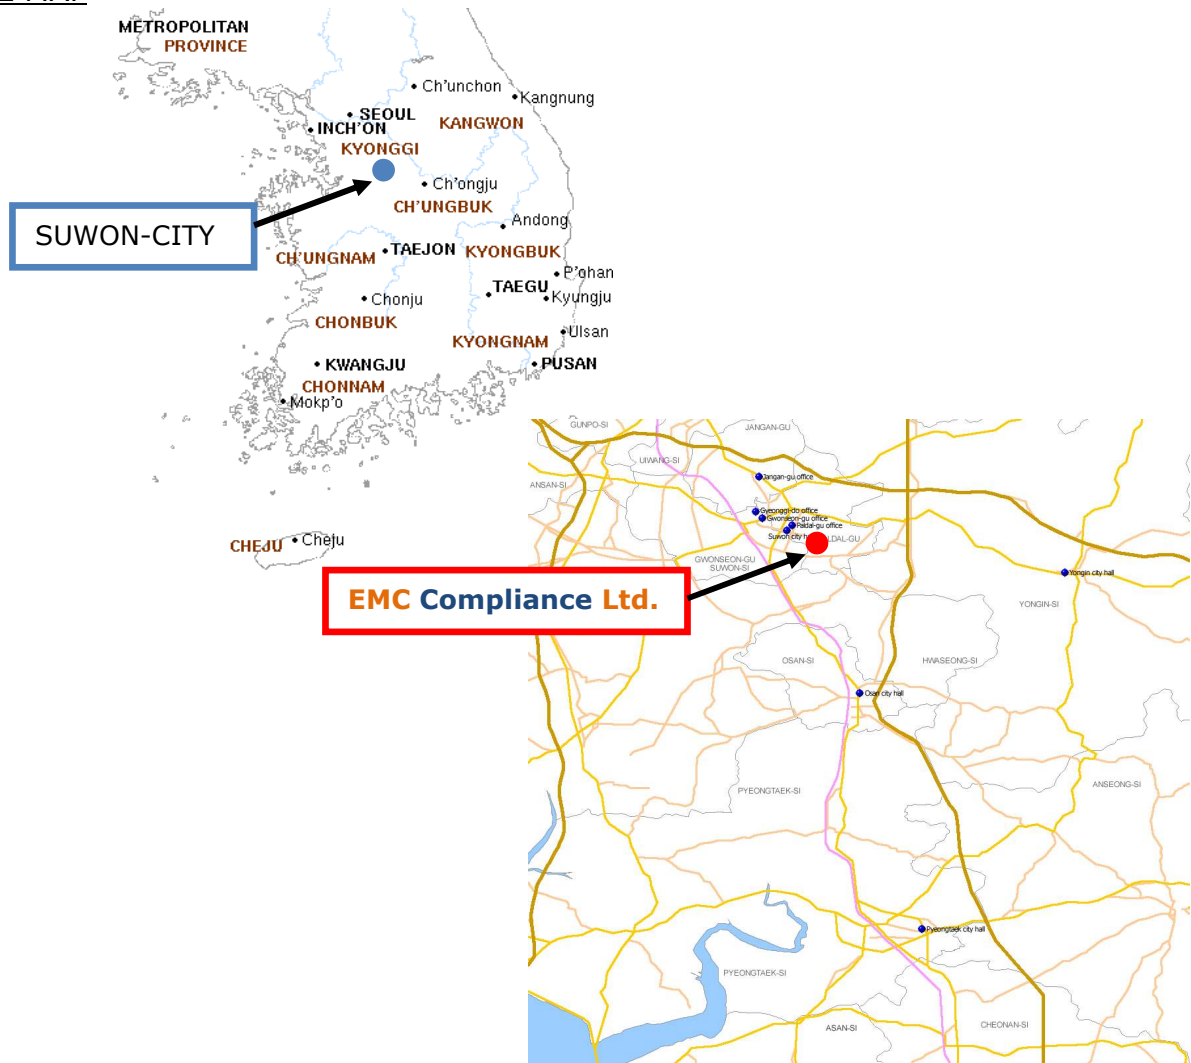 METROPOLITAN
PROVINCE
Ch'unchon
Kangnung
SEOUL
INCH'ON
KANGWON
KYONGGI
Ch'ongju
CH'UNGBUK
SUWON-CITY
Andong
TAEJON
KYONGBUK
CH'UNGNAM
P'ohan
TAEGU
Kyungju
Chonju
CHONBUK
Ulsan
KYONGNAM
KWANGJU
PUSAN
CHONNAM
Mokp'o
CHEJU
Cheju
EMC Compliance Ltd.
GUNPO-SI
JANGAN-GU
UIWANG-SI
Jangan-gu office
ANSAN-SI
Gyeonggi-do office
Gwonseon-gu office
Paldal-gu office
Suwon city
GWONSEON-GU
SUWON-SI
Yongin city hall
YONGIN-SI
OSAN-SI
HWASEONG-SI
Osan city hall
ANSEONG-SI
PYEONGTAEK-SI
Pyeongtaek city hall
PYEONGTAEK-SI
ASAN-SI
CHEONAN-SI